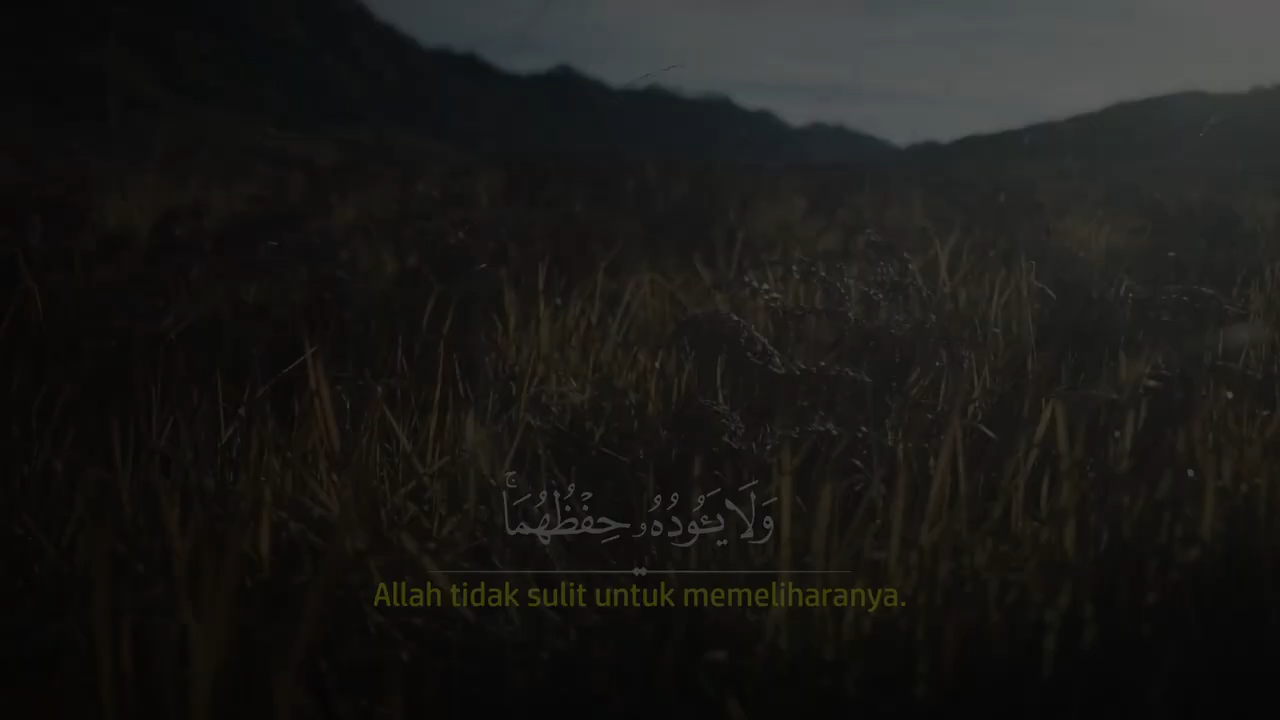 وَلَا يَـُٔودُهُۥ حِفۡظُهُمَاۚ
Allah tidak sulit untuk memeliharanya.